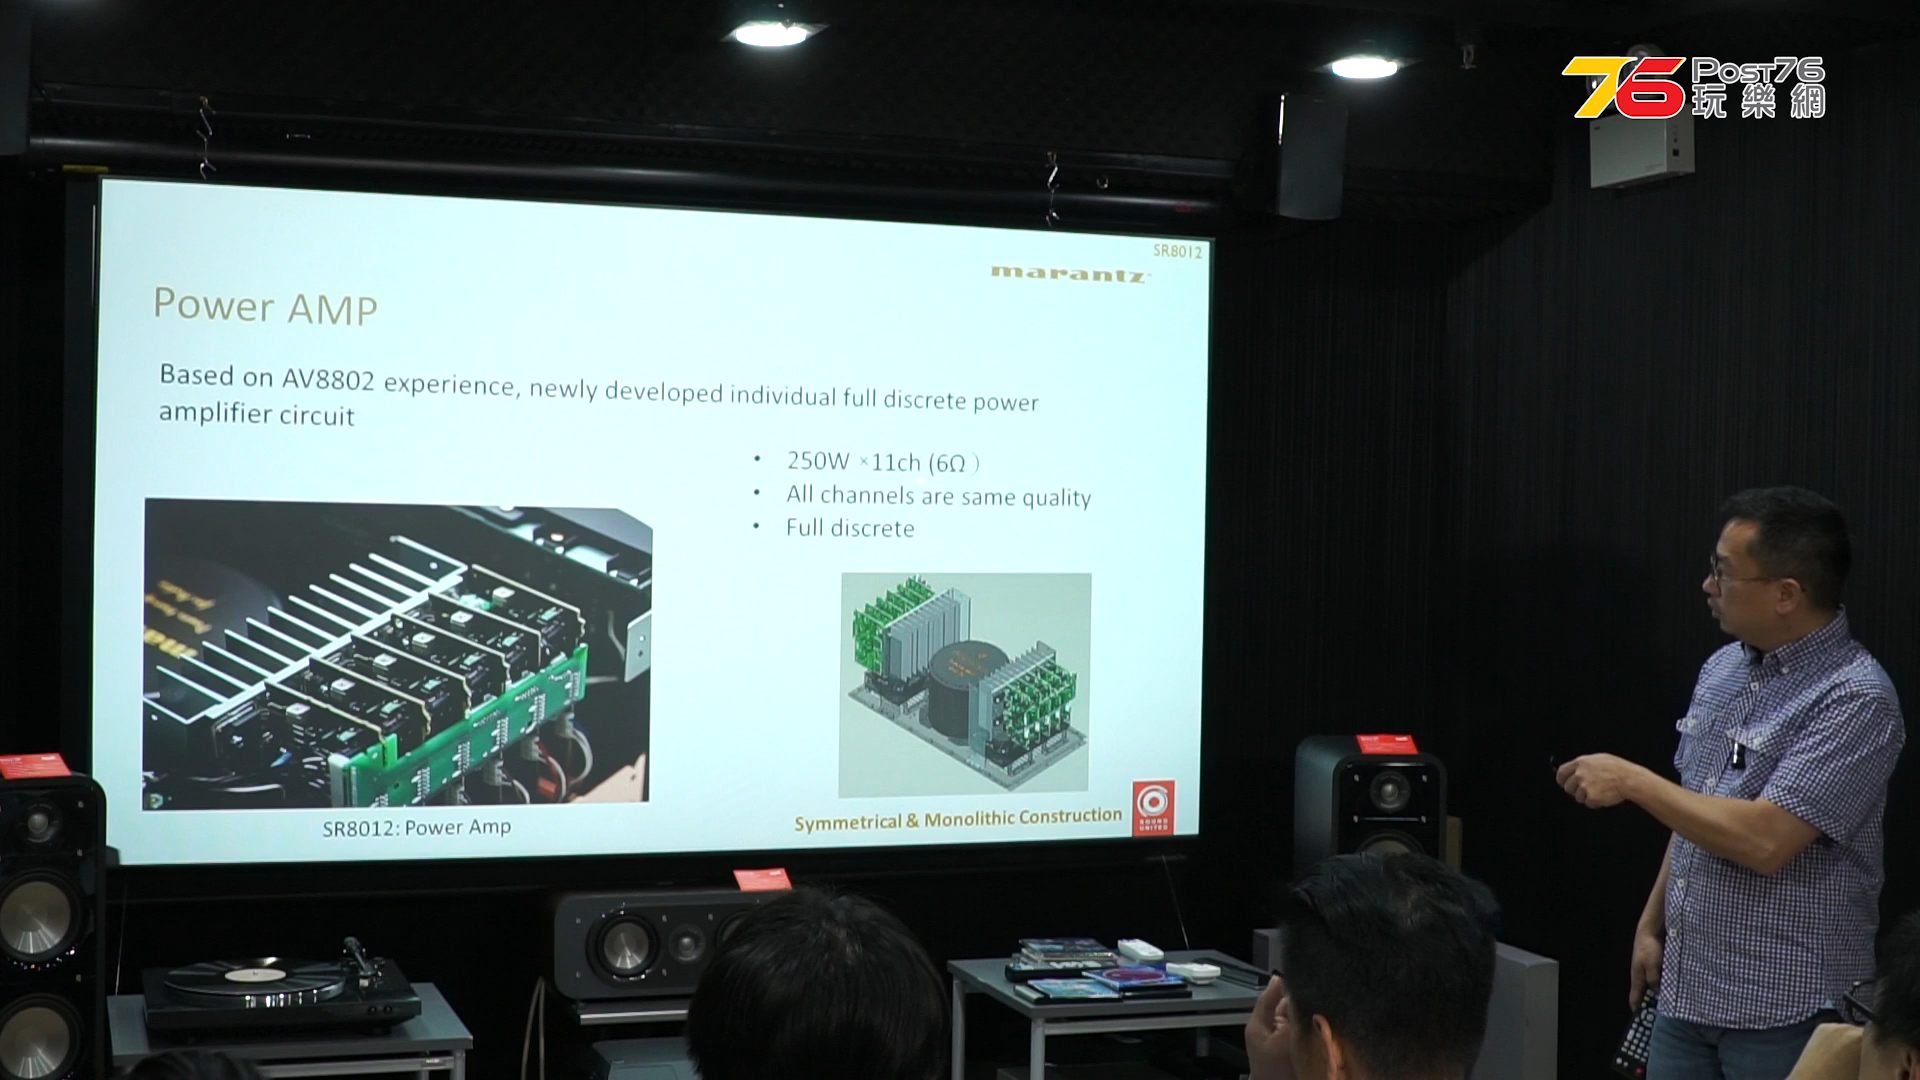 76 Post76
玩樂網
SR8012
marantz
Power AMP
Based on AV8802 experience, newly developed individual full discrete power
amplifier circuit
• 250W ×11ch (6Ω )
• All channels are same quality
• Full discrete
SR8012: Power Amp
Symmetrical & Monolithic Construction
SOUND
UNITED